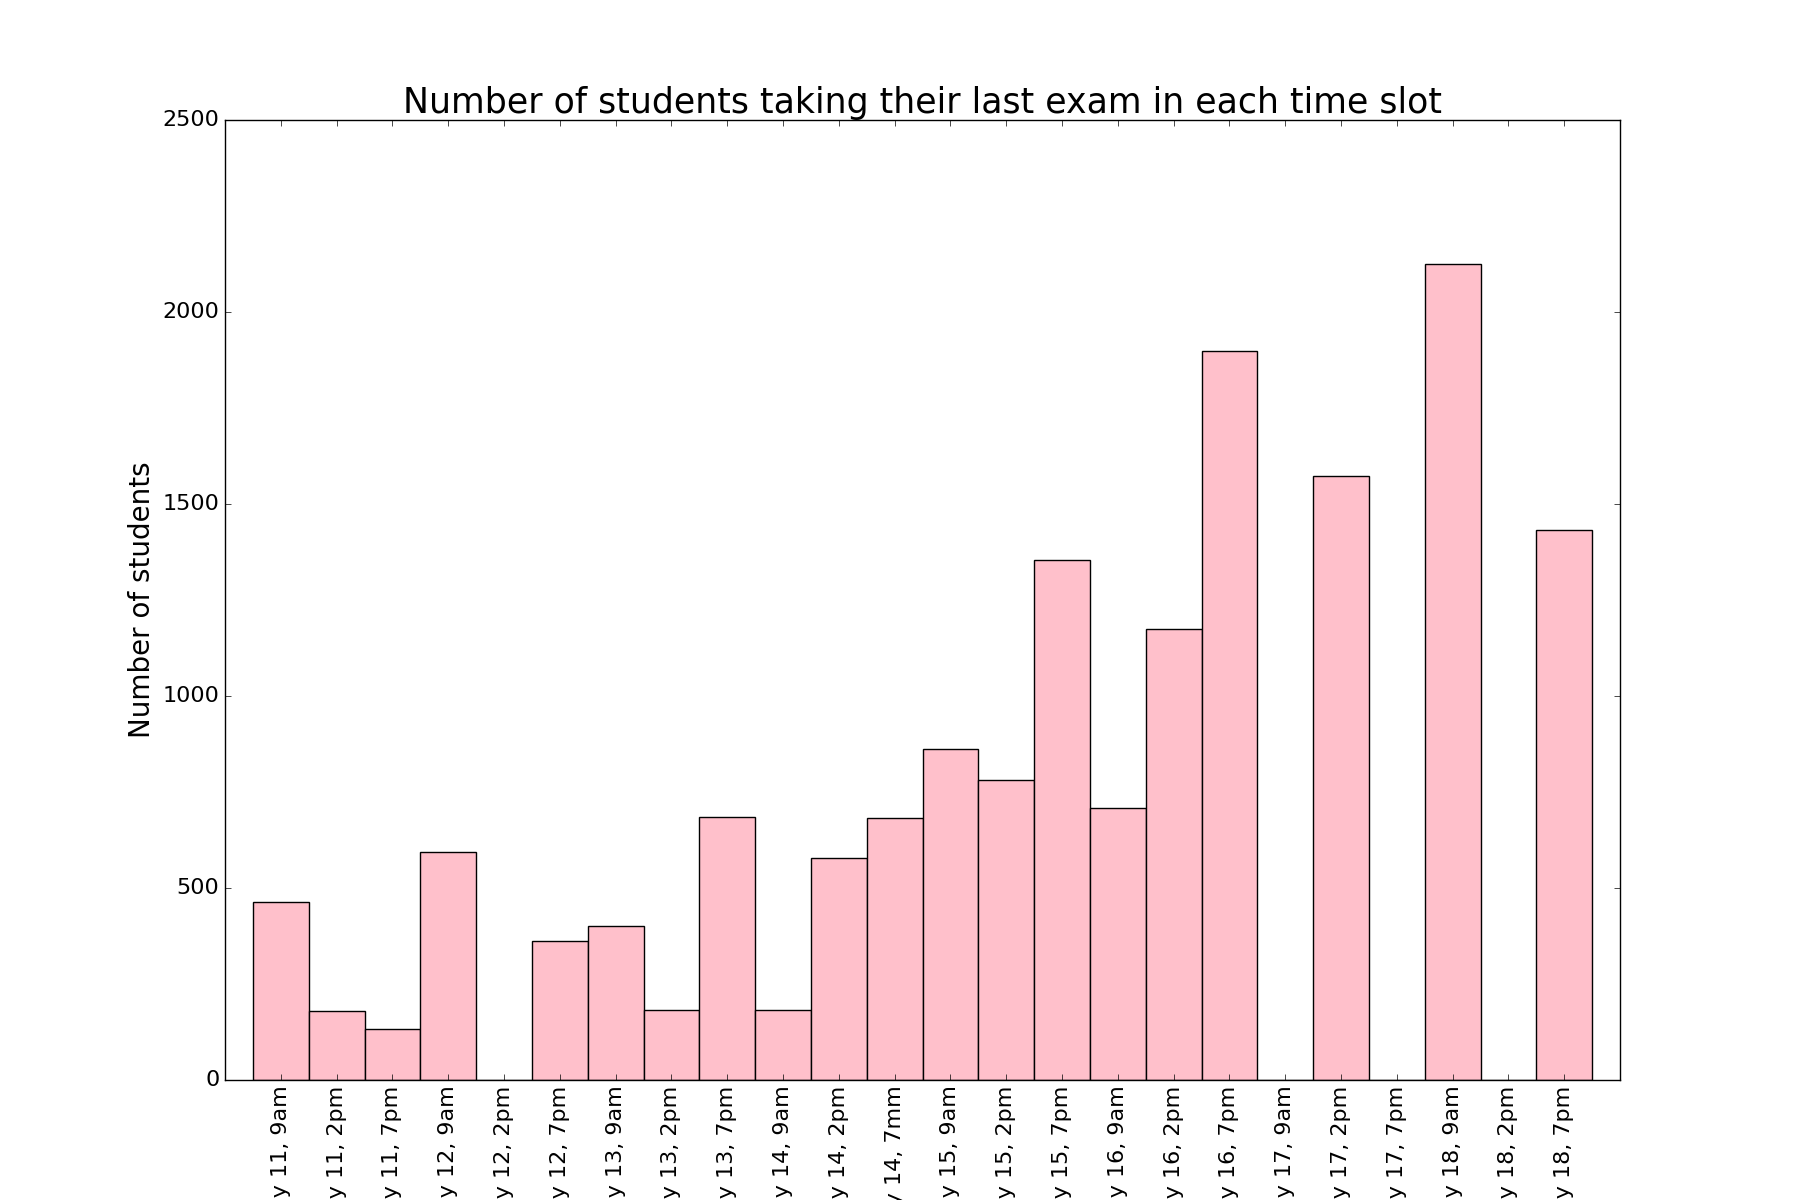 Number of students taking their last exam in each time slot
Number of students
2500
2000
1500
1000
500
0
y 11, 9am
y 11, 2pm
y 11, 7pm
y 12, 9am
y 12, 2pm
y 12, 7pm
y 13, 9am
y 13, 2pm
y 13, 7pm
y 14, 9am
y 14, 2pm
y 14, 7mm
y 15, 9am
y 15, 2pm
y 15, 7pm
y 16, 9am
y 16, 2pm
y 16, 7pm
y 17, 9am
y 17, 2pm
y 17, 7pm
y 18, 9am
y 18, 2pm
y 18, 7pm